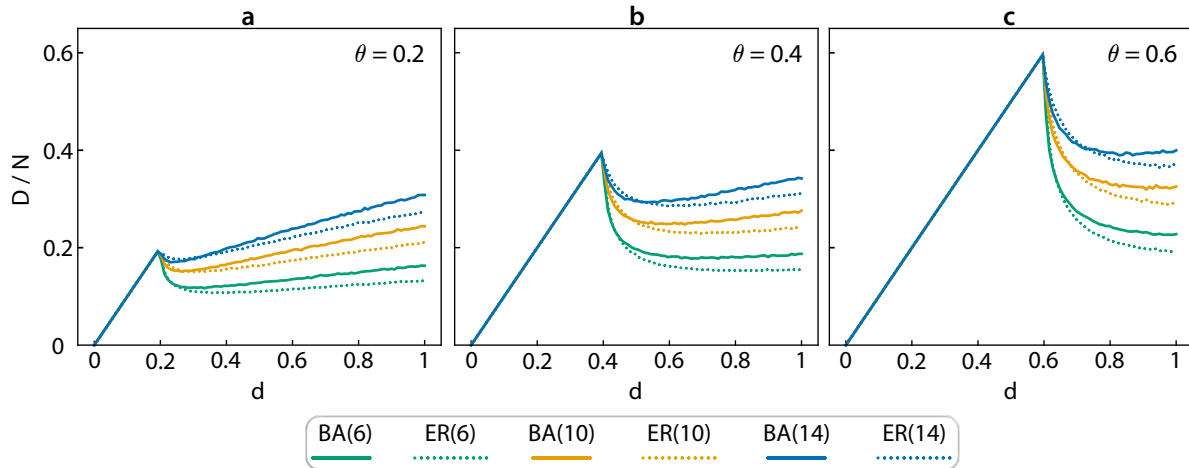 a
b
c
θ = 0.2
θ = 0.4
θ = 0.6
D / N
0.6
0.4
0.2
0
0 0.2 0.4 0.6 0.8 1
0 0.2 0.4 0.6 0.8 1
0 0.2 0.4 0.6 0.8 1
d
d
d
BA(6) ER(6) BA(10) ER(10) BA(14) ER(14)